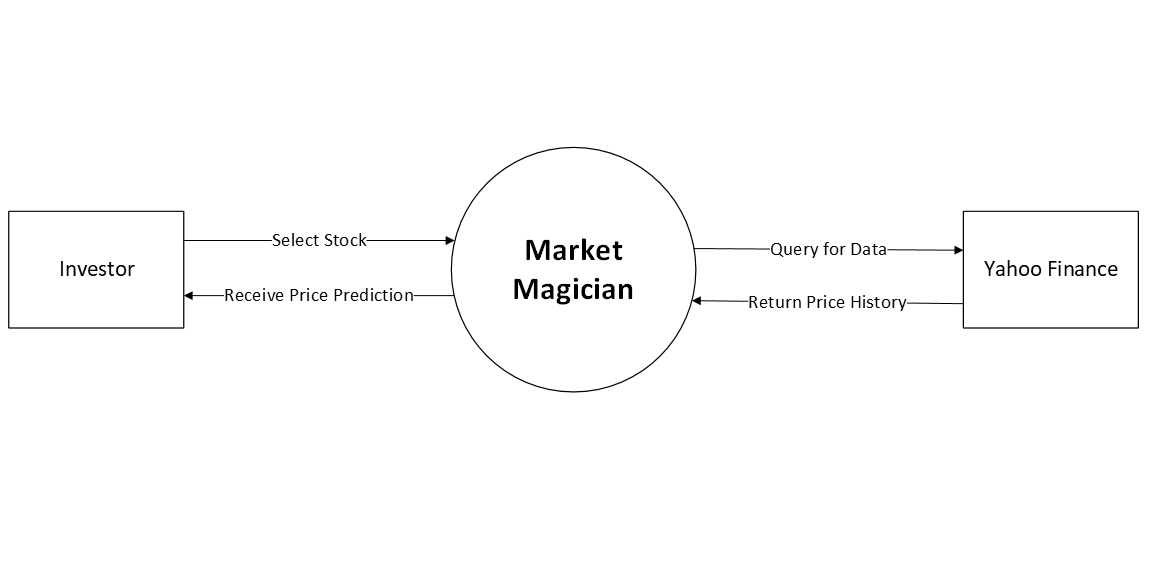 Investor
Select Stock
Receive Price Prediction
Market
Magician
Query for Data
Return Price History
Yahoo Finance